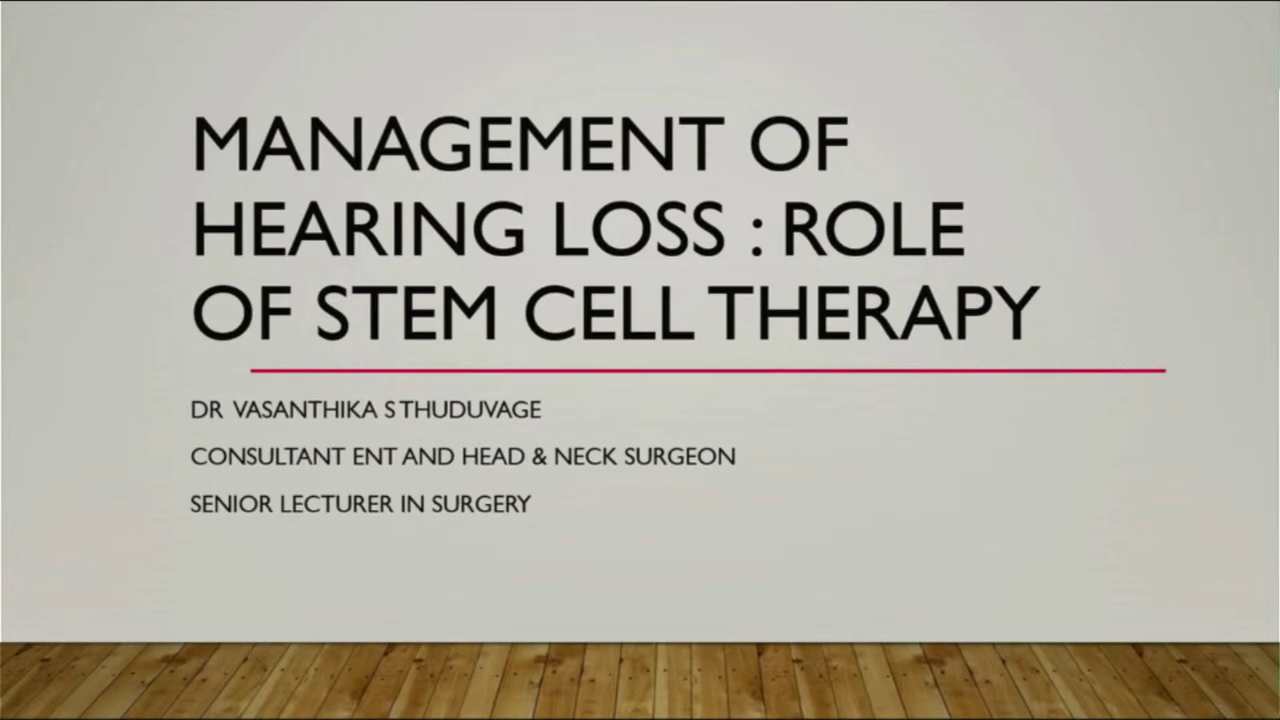 MANAGEMENT OF
HEARING LOSS : ROLE
OF STEM CELL THERAPY
DR VASANTHIKA S THUDUVAGE
CONSULTANT ENT AND HEAD & NECK SURGEON
SENIOR LECTURER IN SURGERY